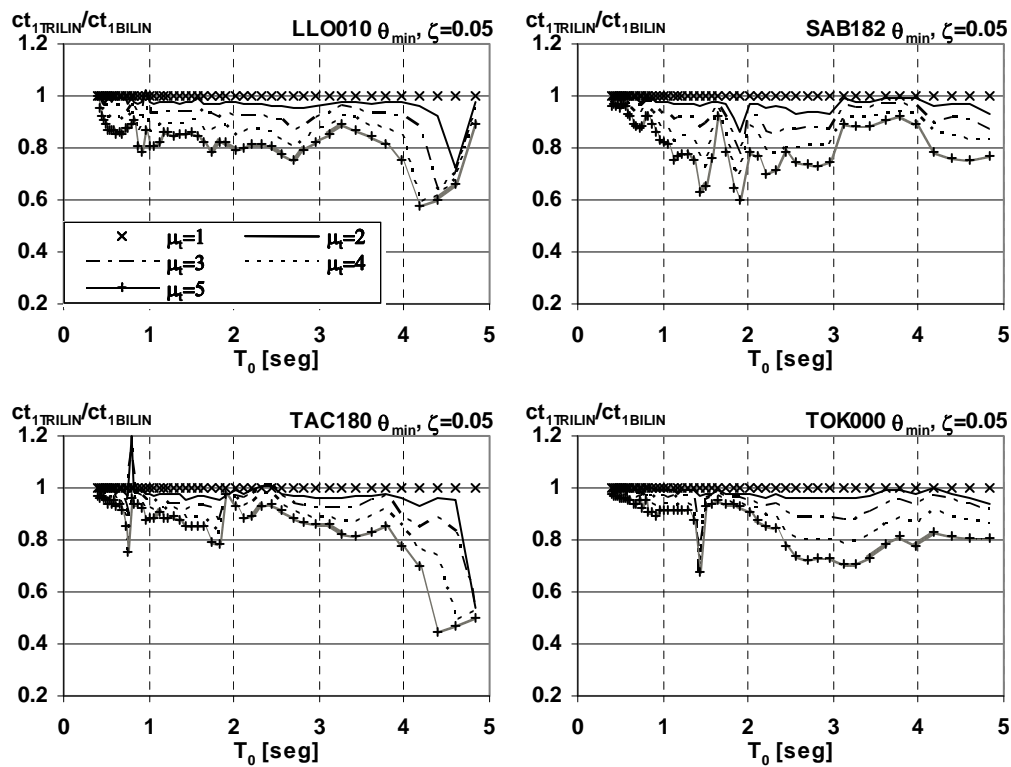 ct1TRILIN/ct1BILIN
LLO010 θmin, ζ=0.05
1.2
1
0.8
0.6
0.4
0.2
μt=1
μt=2
μt=3
μt=4
μt=5
0 1 2 3 4 5
T0 [seg]
ct1TRILIN/ct1BILIN
SAB182 θmin, ζ=0.05
1.2
1
0.8
0.6
0.4
0.2
0 1 2 3 4 5
T0 [seg]
ct1TRILIN/ct1BILIN
TAC180 θmin, ζ=0.05
1.2
1
0.8
0.6
0.4
0.2
0 1 2 3 4 5
T0 [seg]
ct1TRILIN/ct1BILIN
TOK000 θmin, ζ=0.05
1.2
1
0.8
0.6
0.4
0.2
0 1 2 3 4 5
T0 [seg]